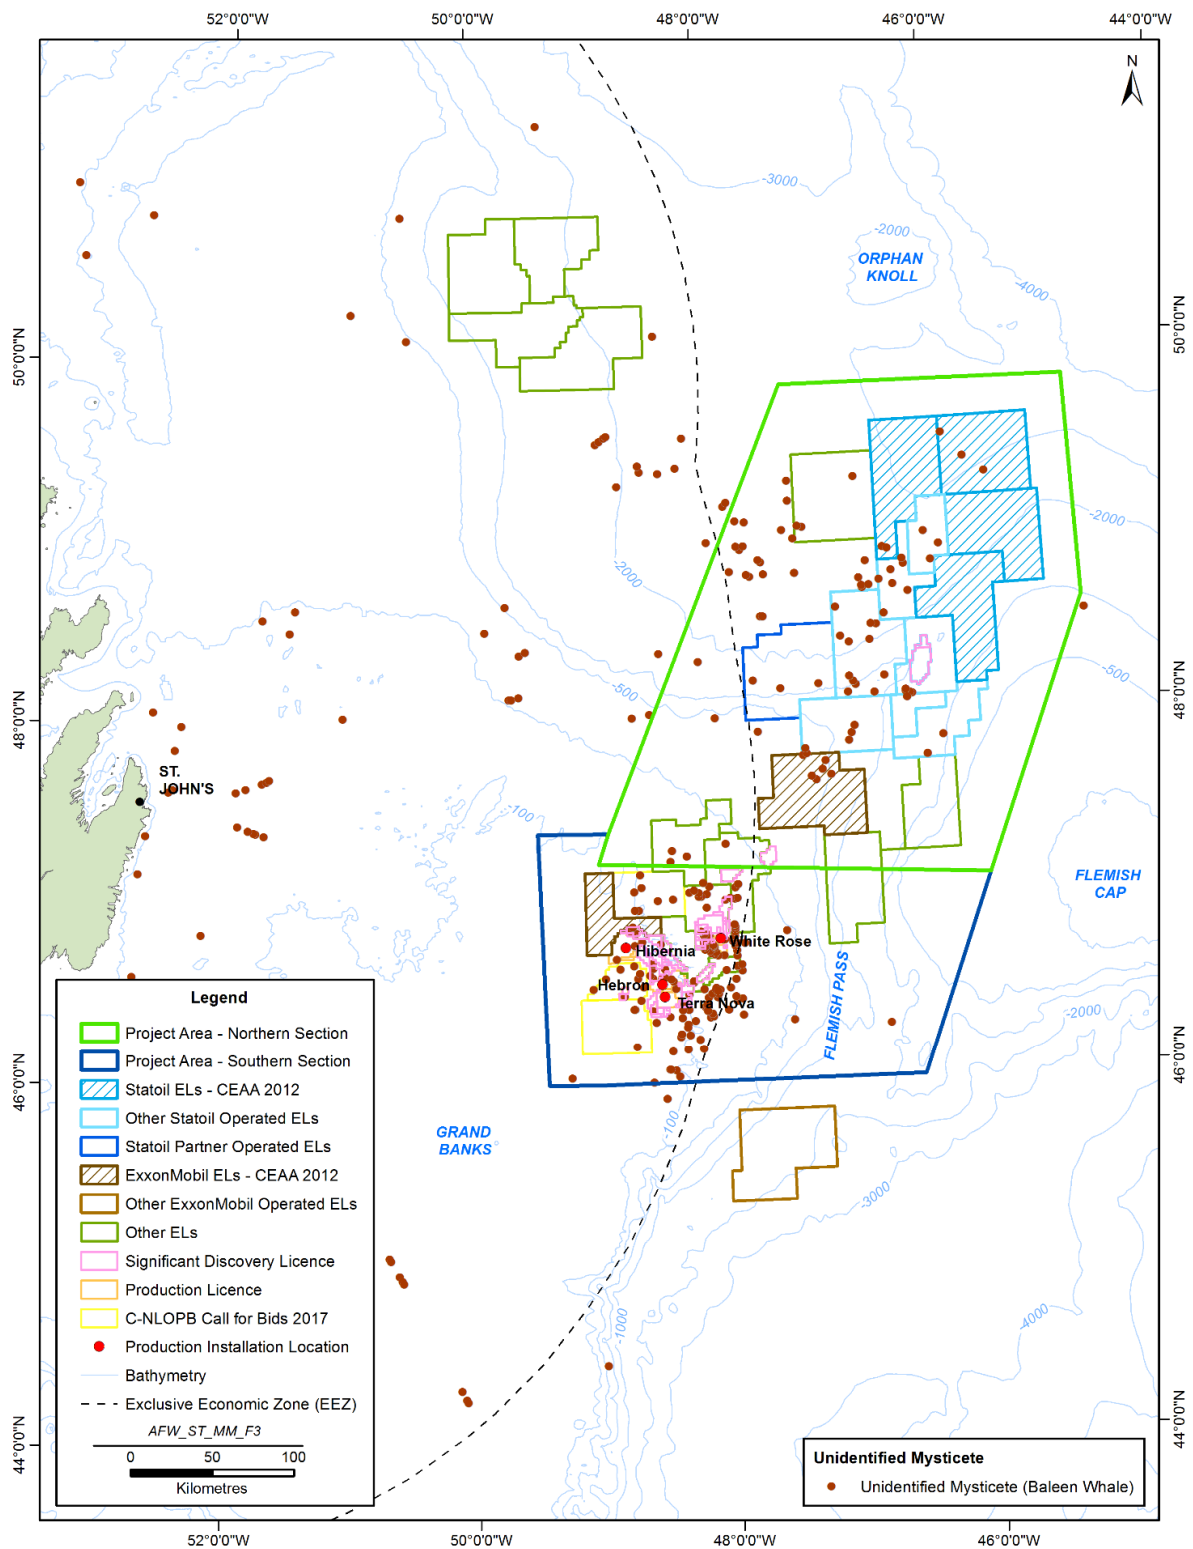 52°0'0"W 50°0'0"W 48°0'0"W 46°0'0"W 44°0'0"W
N
-3000
-2000
ORPHAN
KNOLL
-4000
50°0'0"N
50°0'0"N
-2000
-2000
-500
-500
48°0'0"N
48°0'0"N
ST.
JOHN'S
-100
FLEMISH
CAP
White Rose
Hibernia
Hebron
Terra Nova
FLEMISH PASS
-2000
46°0'0"N
46°0'0"N
GRAND
BANKS
-100
-3000
-1000
-4000
44°0'0"N
44°0'0"N
Legend
Project Area - Northern Section
Project Area - Southern Section
Statoil ELs - CEAA 2012
Other Statoil Operated ELs
Statoil Partner Operated ELs
ExxonMobil ELs - CEAA 2012
Other ExxonMobil Operated ELs
Other ELs
Significant Discovery Licence
Production Licence
C-NLOPB Call for Bids 2017
Production Installation Location
Bathymetry
Exclusive Economic Zone (EEZ)
AFW_ST_MM_F3
0 50 100
Kilometres
Unidentified Mysticete
Unidentified Mysticete (Baleen Whale)
52°0'0"W 50°0'0"W 48°0'0"W 46°0'0"W